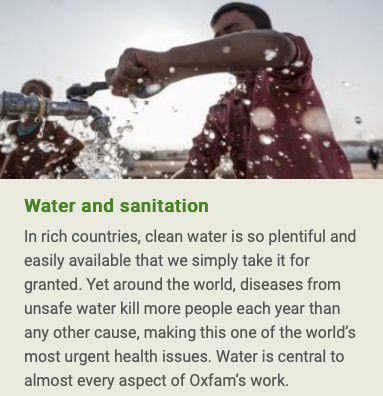 Water and sanitation
In rich countries, clean water is so plentiful and
easily available that we simply take it for
granted. Yet around the world, diseases from
unsafe water kill more people each year than
any other cause, making this one of the world’s
most urgent health issues. Water is central to
almost every aspect of Oxfam’s work.